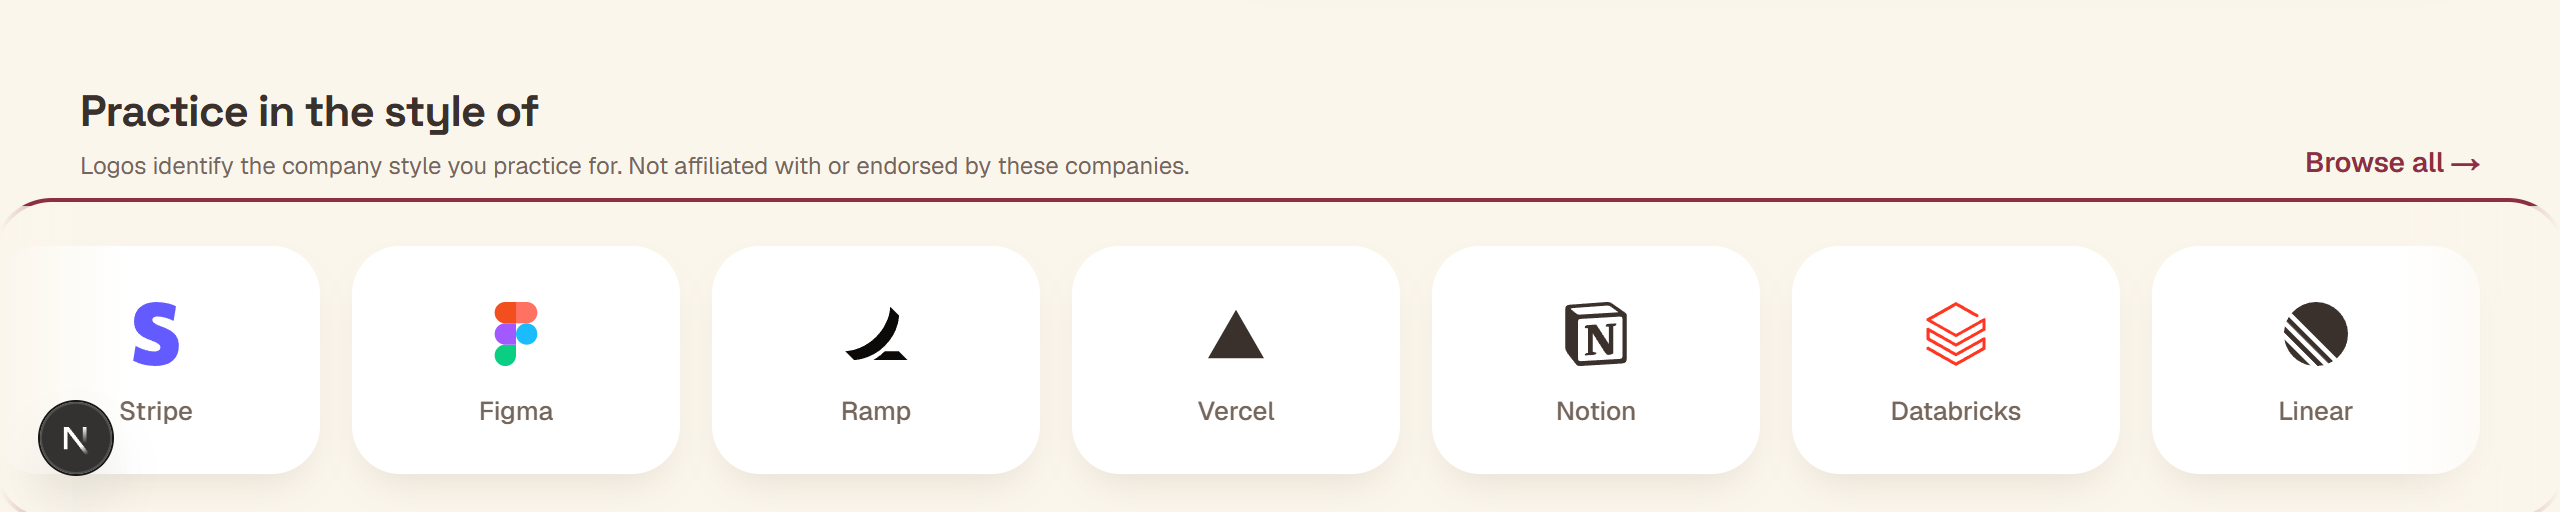 Practice in the style of
Logos identify the company style you practice for. Not affiliated with or endorsed by these companies.
Browse all →
Stripe
Figma
Ramp
Vercel
Notion
Databricks
Linear